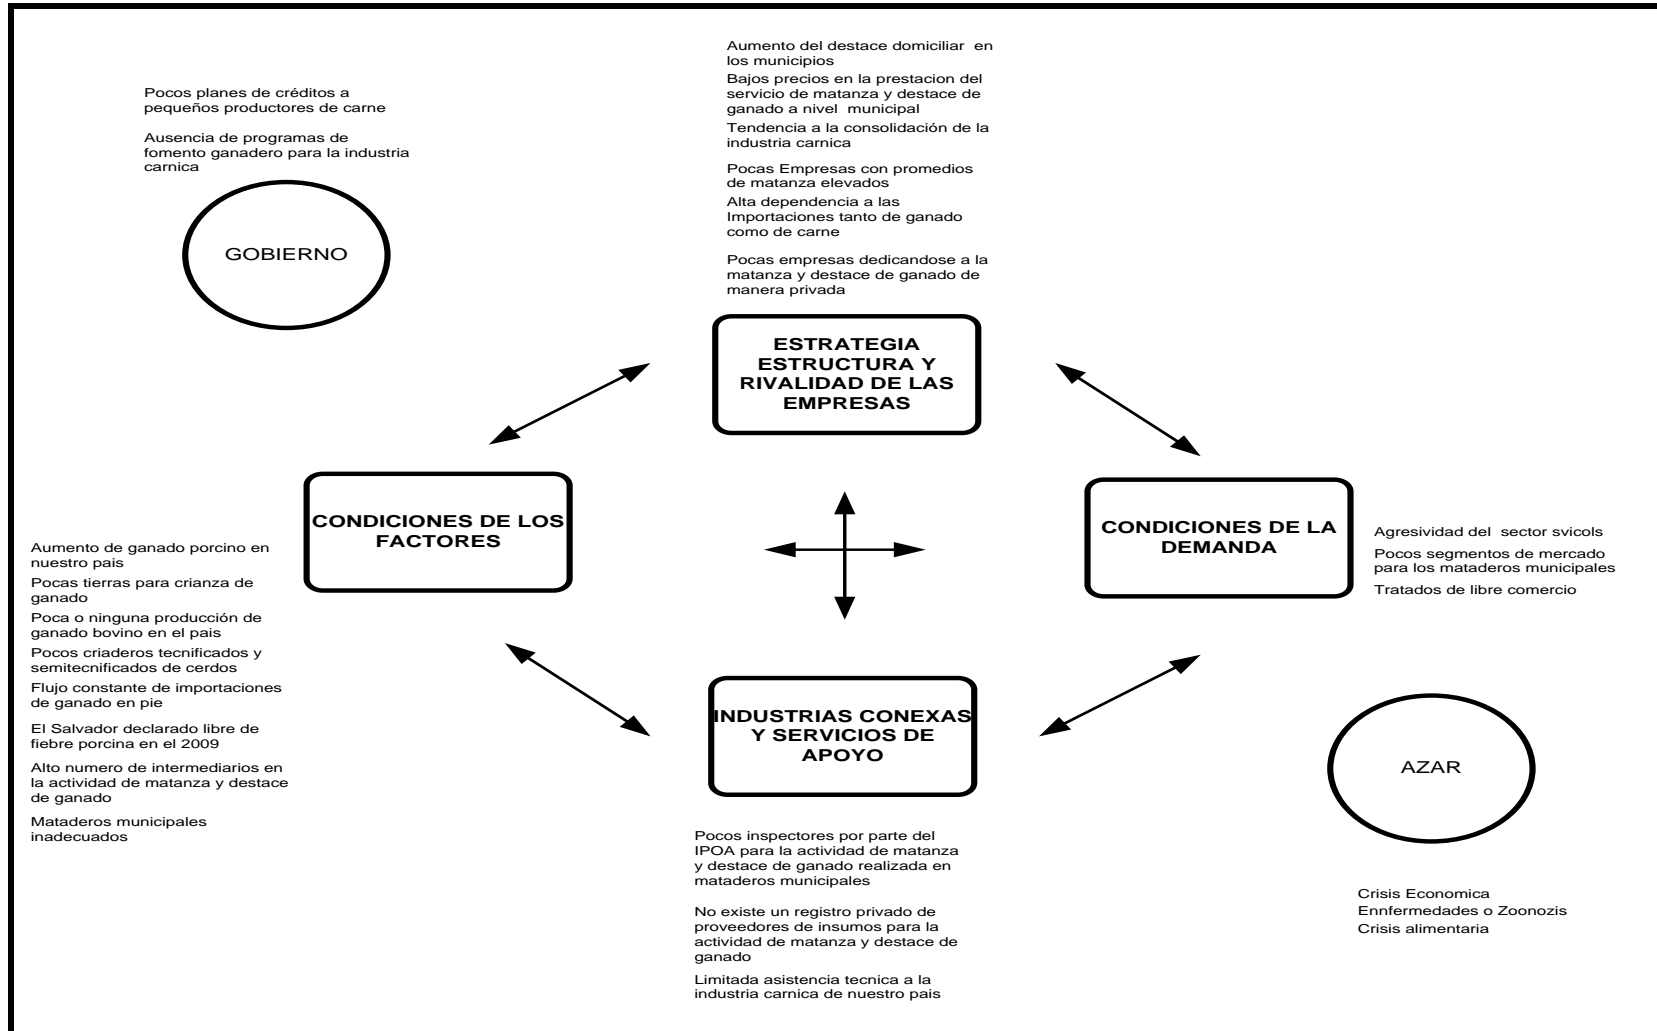 Pocos planes de créditos a
pequeños productores de carne
Ausencia de programas de
fomento ganadero para la industria
carnica
GOBIERNO
Aumento del destace domiciliar en
los municipios
Bajos precios en la prestacion del
servicio de matanza y destace de
ganado a nivel municipal
Tendencia a la consolidación de la
industria carnica
Pocas Empresas con promedios
de matanza elevados
Alta dependencia a las
Importaciones tanto de ganado
como de carne
Pocas empresas dedicandose a la
matanza y destace de ganado de
manera privada
ESTRATEGIA
ESTRUCTURA Y
RIVALIDAD DE LAS
EMPRESAS
CONDICIONES DE LOS
FACTORES
Aumento de ganado porcino en
nuestro pais
Pocas tierras para crianza de
ganado
Poca o ninguna producción de
ganado bovino en el pais
Pocos criaderos tecnificados y
semitecnificados de cerdos
Flujo constante de importaciones
de ganado en pie
El Salvador declarado libre de
fiebre porcina en el 2009
Alto numero de intermediarios en
la actividad de matanza y destace
de ganado
Mataderos municipales
inadecuados
CONDICIONES DE LA
DEMANDA
Agresividad del sector svicols
Pocos segmentos de mercado
para los mataderos municipales
Tratados de libre comercio
INDUSTRIAS CONEXAS
Y SERVICIOS DE
APOYO
Pocos inspectores por parte del
IPOA para la actividad de matanza
y destace de ganado realizada en
mataderos municipales
No existe un registro privado de
proveedores de insumos para la
actividad de matanza y destace de
ganado
Limitada asistencia tecnica a la
industria carnica de nuestro pais
AZAR
Crisis Economica
Ennfermedades o Zoonozis
Crisis alimentaria